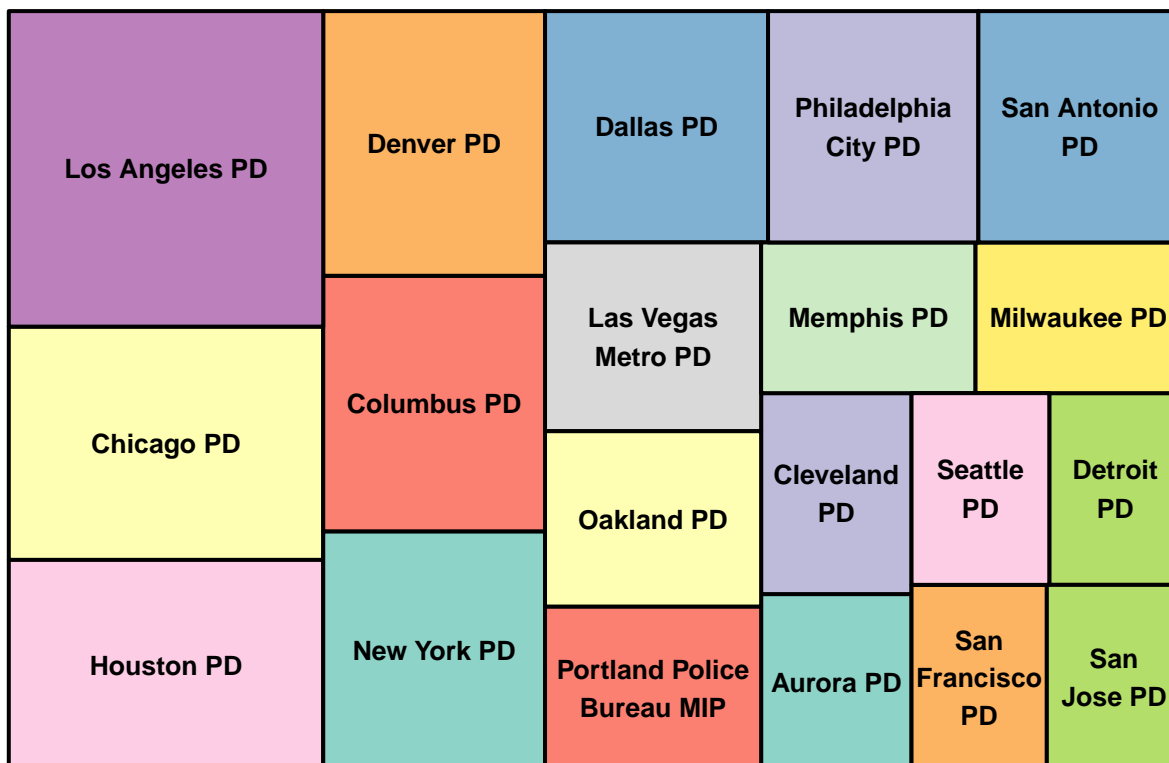 Los Angeles PD
Chicago PD
Houston PD
Denver PD
Columbus PD
New York PD
Dallas PD
Philadelphia
City PD
San Antonio
PD
Las Vegas
Metro PD
Memphis PD
Milwaukee PD
Oakland PD
Cleveland
PD
Seattle
PD
Detroit
PD
Portland Police
Bureau MIP
Aurora PD
San
Francisco
PD
San
Jose PD